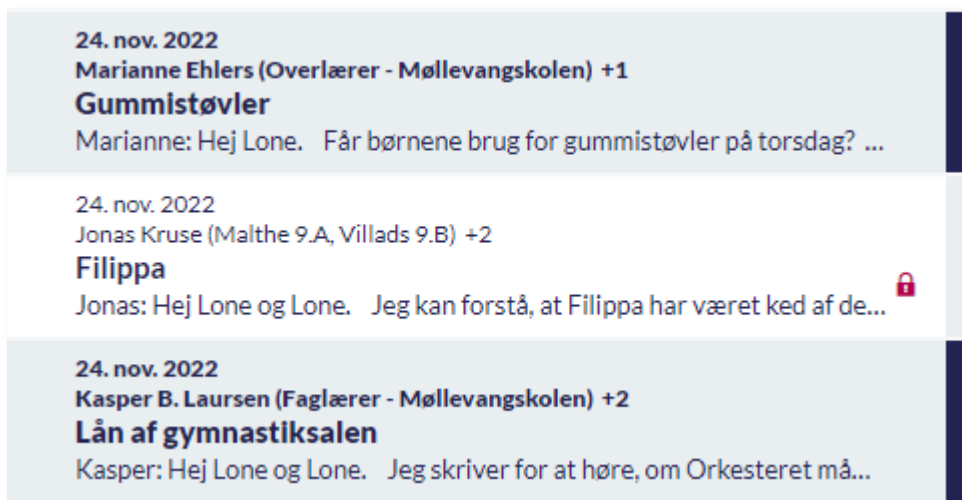 24. nov. 2022
Marianne Ehlers (Overlærer - Møllevangskolen) +1
Gummistøvler
Marianne: Hej Lone. Får børnene brug for gummistøvler på torsdag? ...
24. nov. 2022
Jonas Kruse (Malthe 9.A, Villads 9.B) +2
Filippa
Jonas: Hej Lone og Lone. Jeg kan forstå, at Filippa har været ked af de...
24. nov. 2022
Kasper B. Laursen (Faglærer - Møllevangskolen) +2
Lån af gymnastiksalen
Kasper: Hej Lone og Lone. Jeg skriver for at høre, om Orkesteret må...